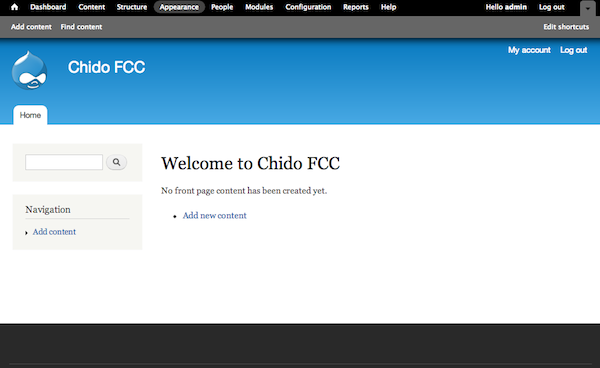 Dashboard Content Structure Appearance People Modules Configuration Reports Help Hello admin Log out
Add content Find content Edit shortcuts
My account Log out
Chido FCC
Home
Welcome to Chido FCC
No front page content has been created yet.
Add new content
Navigation
Add content